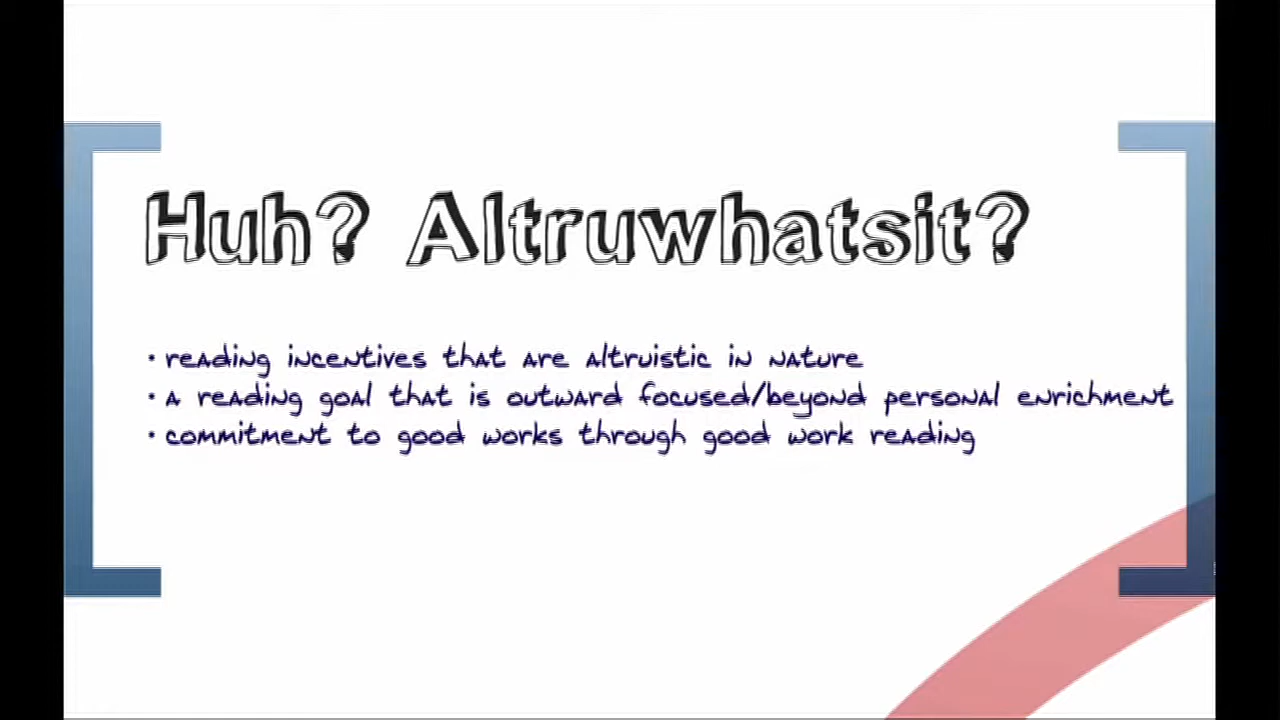 Huh? Altruwhatsit?
• reading incentives that are altruistic in nature
• a reading goal that is outward focused/beyond personal enrichment
• commitment to good works through good work reading